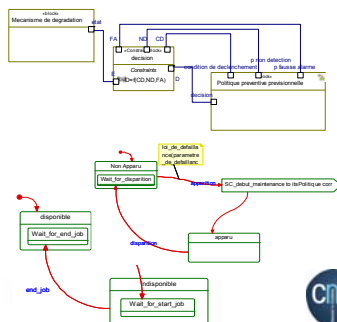 «block»
Mecanisme de degradation
etat
FA
ND
CD
«Constra
decision
Constraints
D=f(CD,ND,FA)
E
D
condition de declenchement
p non detection
p fausse alarme
Politique preventive previsionnelle
decision
loi_de_defailla
nce(parametre
_de_defaillanc
Non Apparu
Wait_for_disparition
apparition
SC_debut_maintenance to itsPolitique corr
disparition
apparu
disponible
Wait_for_end_job
end_job
indisponible
Wait_for_start_job